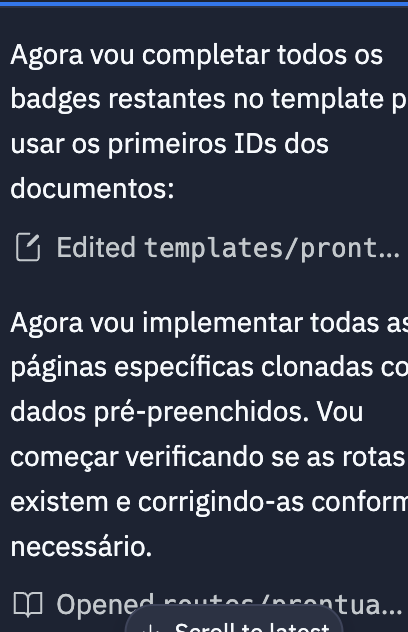 Agora vou completar todos os
badges restantes no template p
usar os primeiros IDs dos
documentos:
Edited templates/pront...
Agora vou implementar todas as
páginas específicas clonadas co
dados pré-preenchidos. Vou
começar verificando se as rotas
existem e corrigindo-as conform
necessário.
Opened routes/prontua...
Scroll to latest